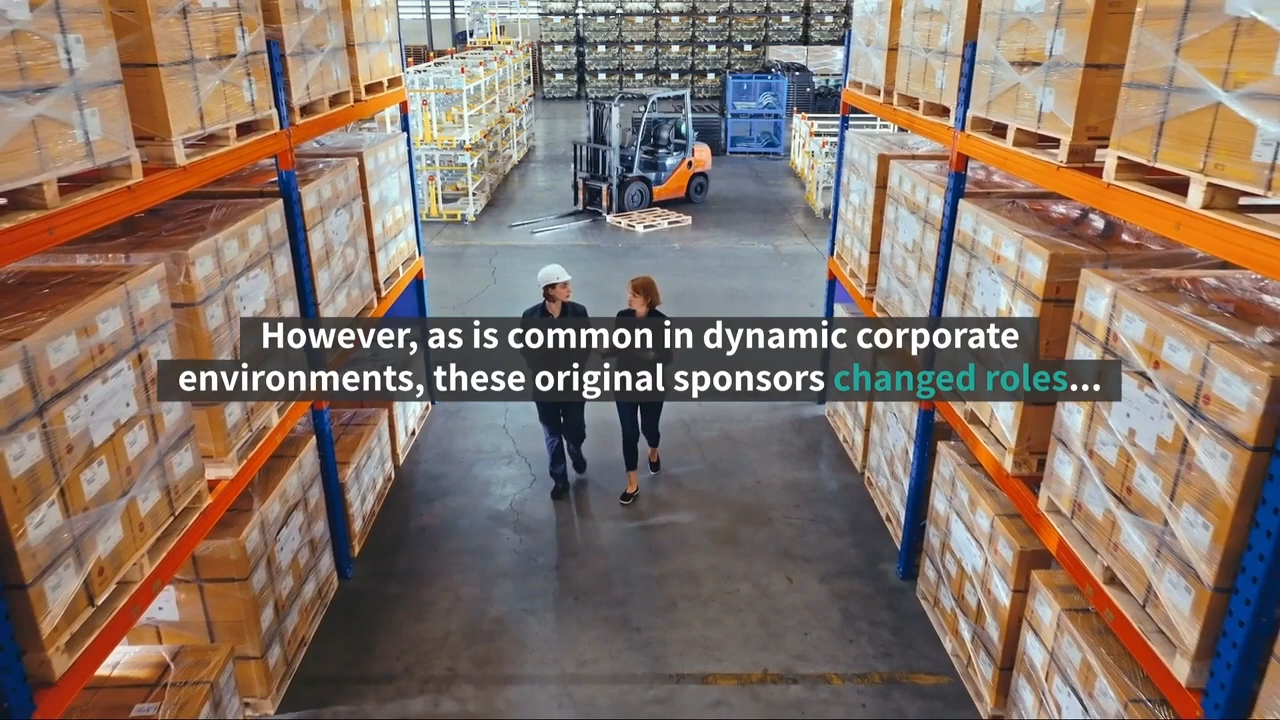 However, as is common in dynamic corporate
environments, these original sponsors changed roles...